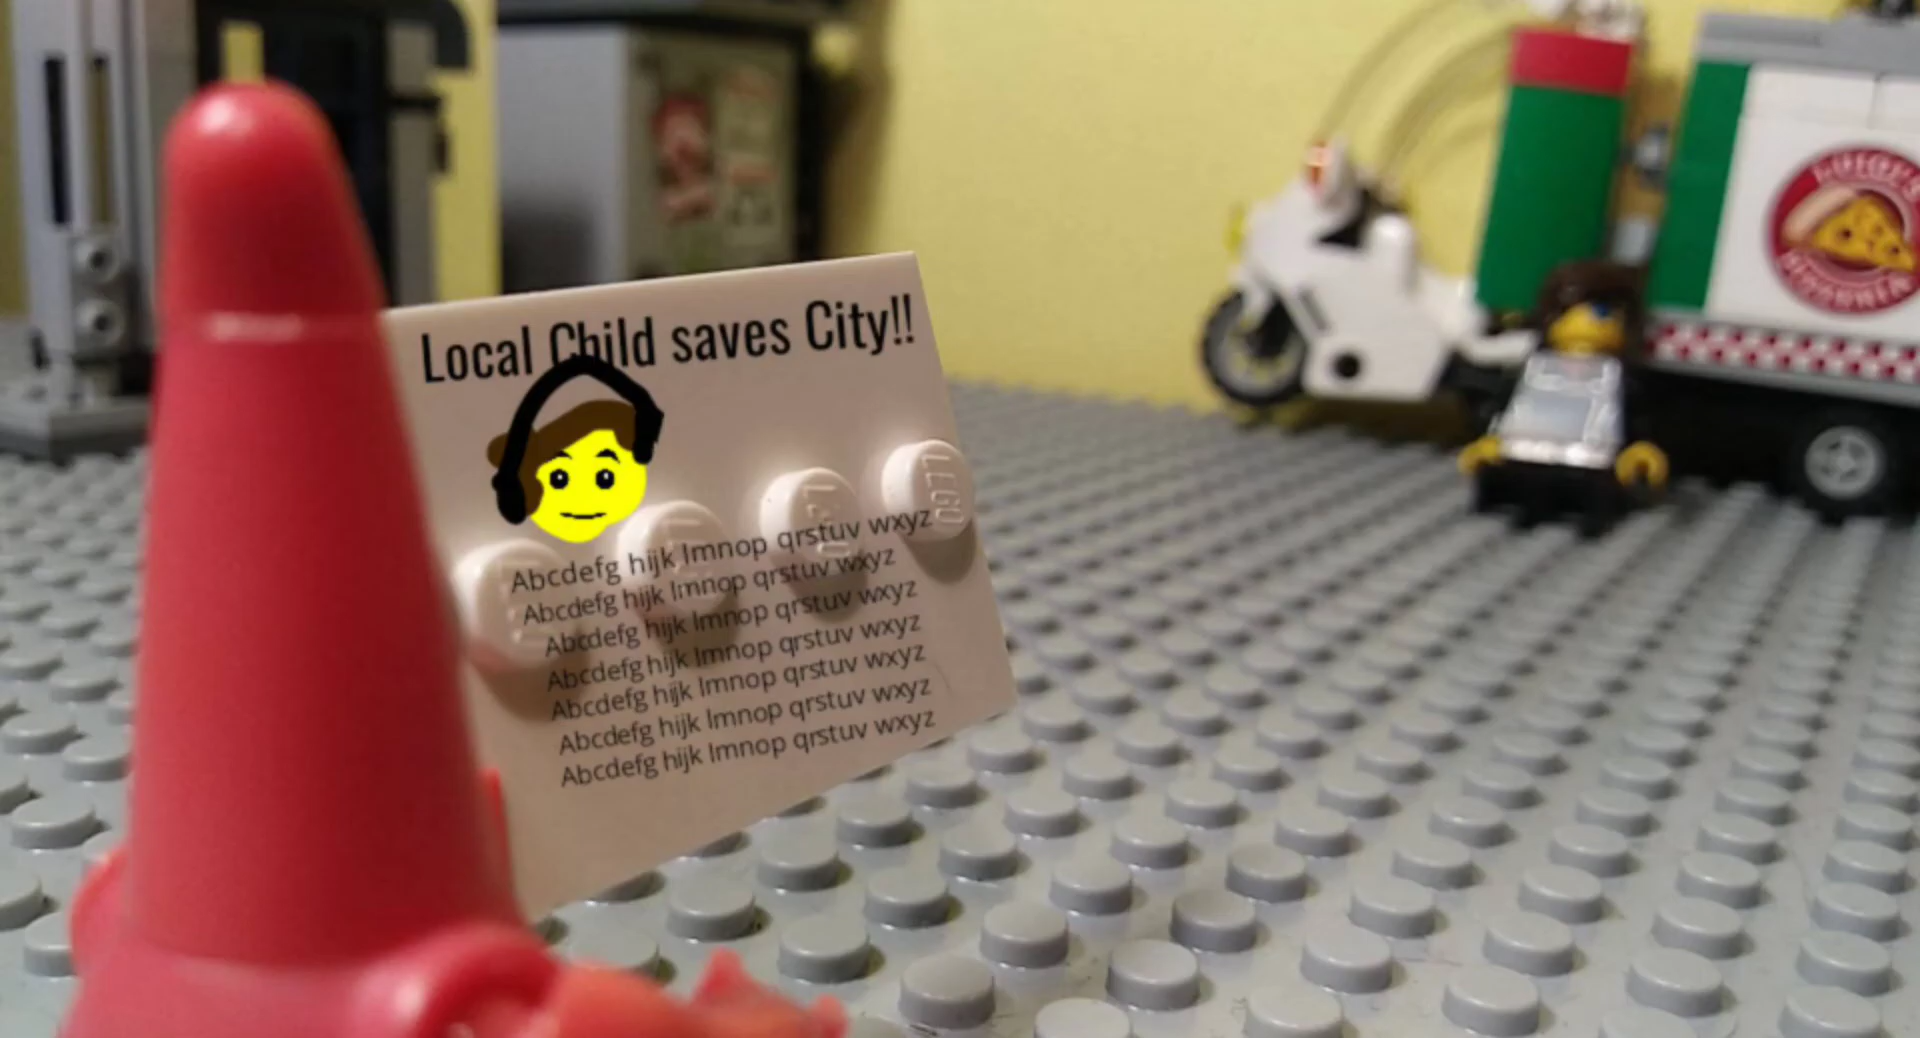 Local Child saves City!!
Abcdefg hijk lmnop qrstuv wxyz
Abcdefg hijk lmnop qrstuv wxyz
Abcdefg hijk lmnop qrstuv wxyz
Abcdefg hijk lmnop qrstuv wxyz
Abcdefg hijk lmnop qrstuv wxyz
Abcdefg hijk lmnop qrstuv wxyz
Abcdefg hijk lmnop qrstuv wxyz
LEGO
LUIGI'S
PIZZERIA